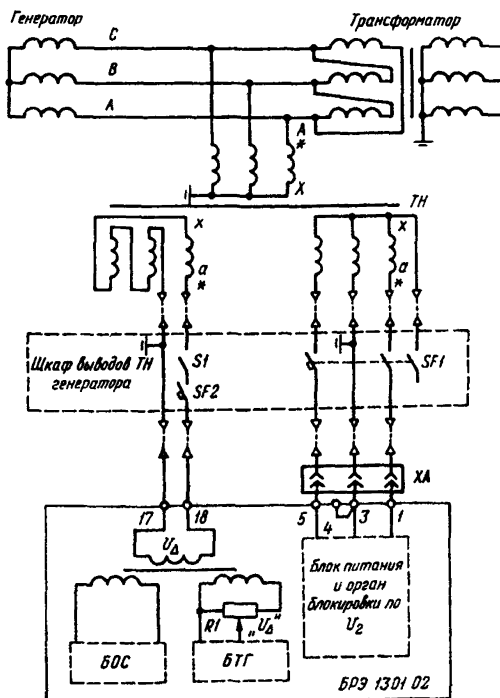 Генератор
Трансформатор
C
B
A
A
*
X
TH
x
x
a
*
a
*
Шкаф выводов ТН
генератора
S1
SF2
SF1
XA
17
18
5
4
3
1
U∆
R1
„U∆"
БОС
БТГ
Блок питания
и орган
блокировки по
U2
БРЭ 1301 02